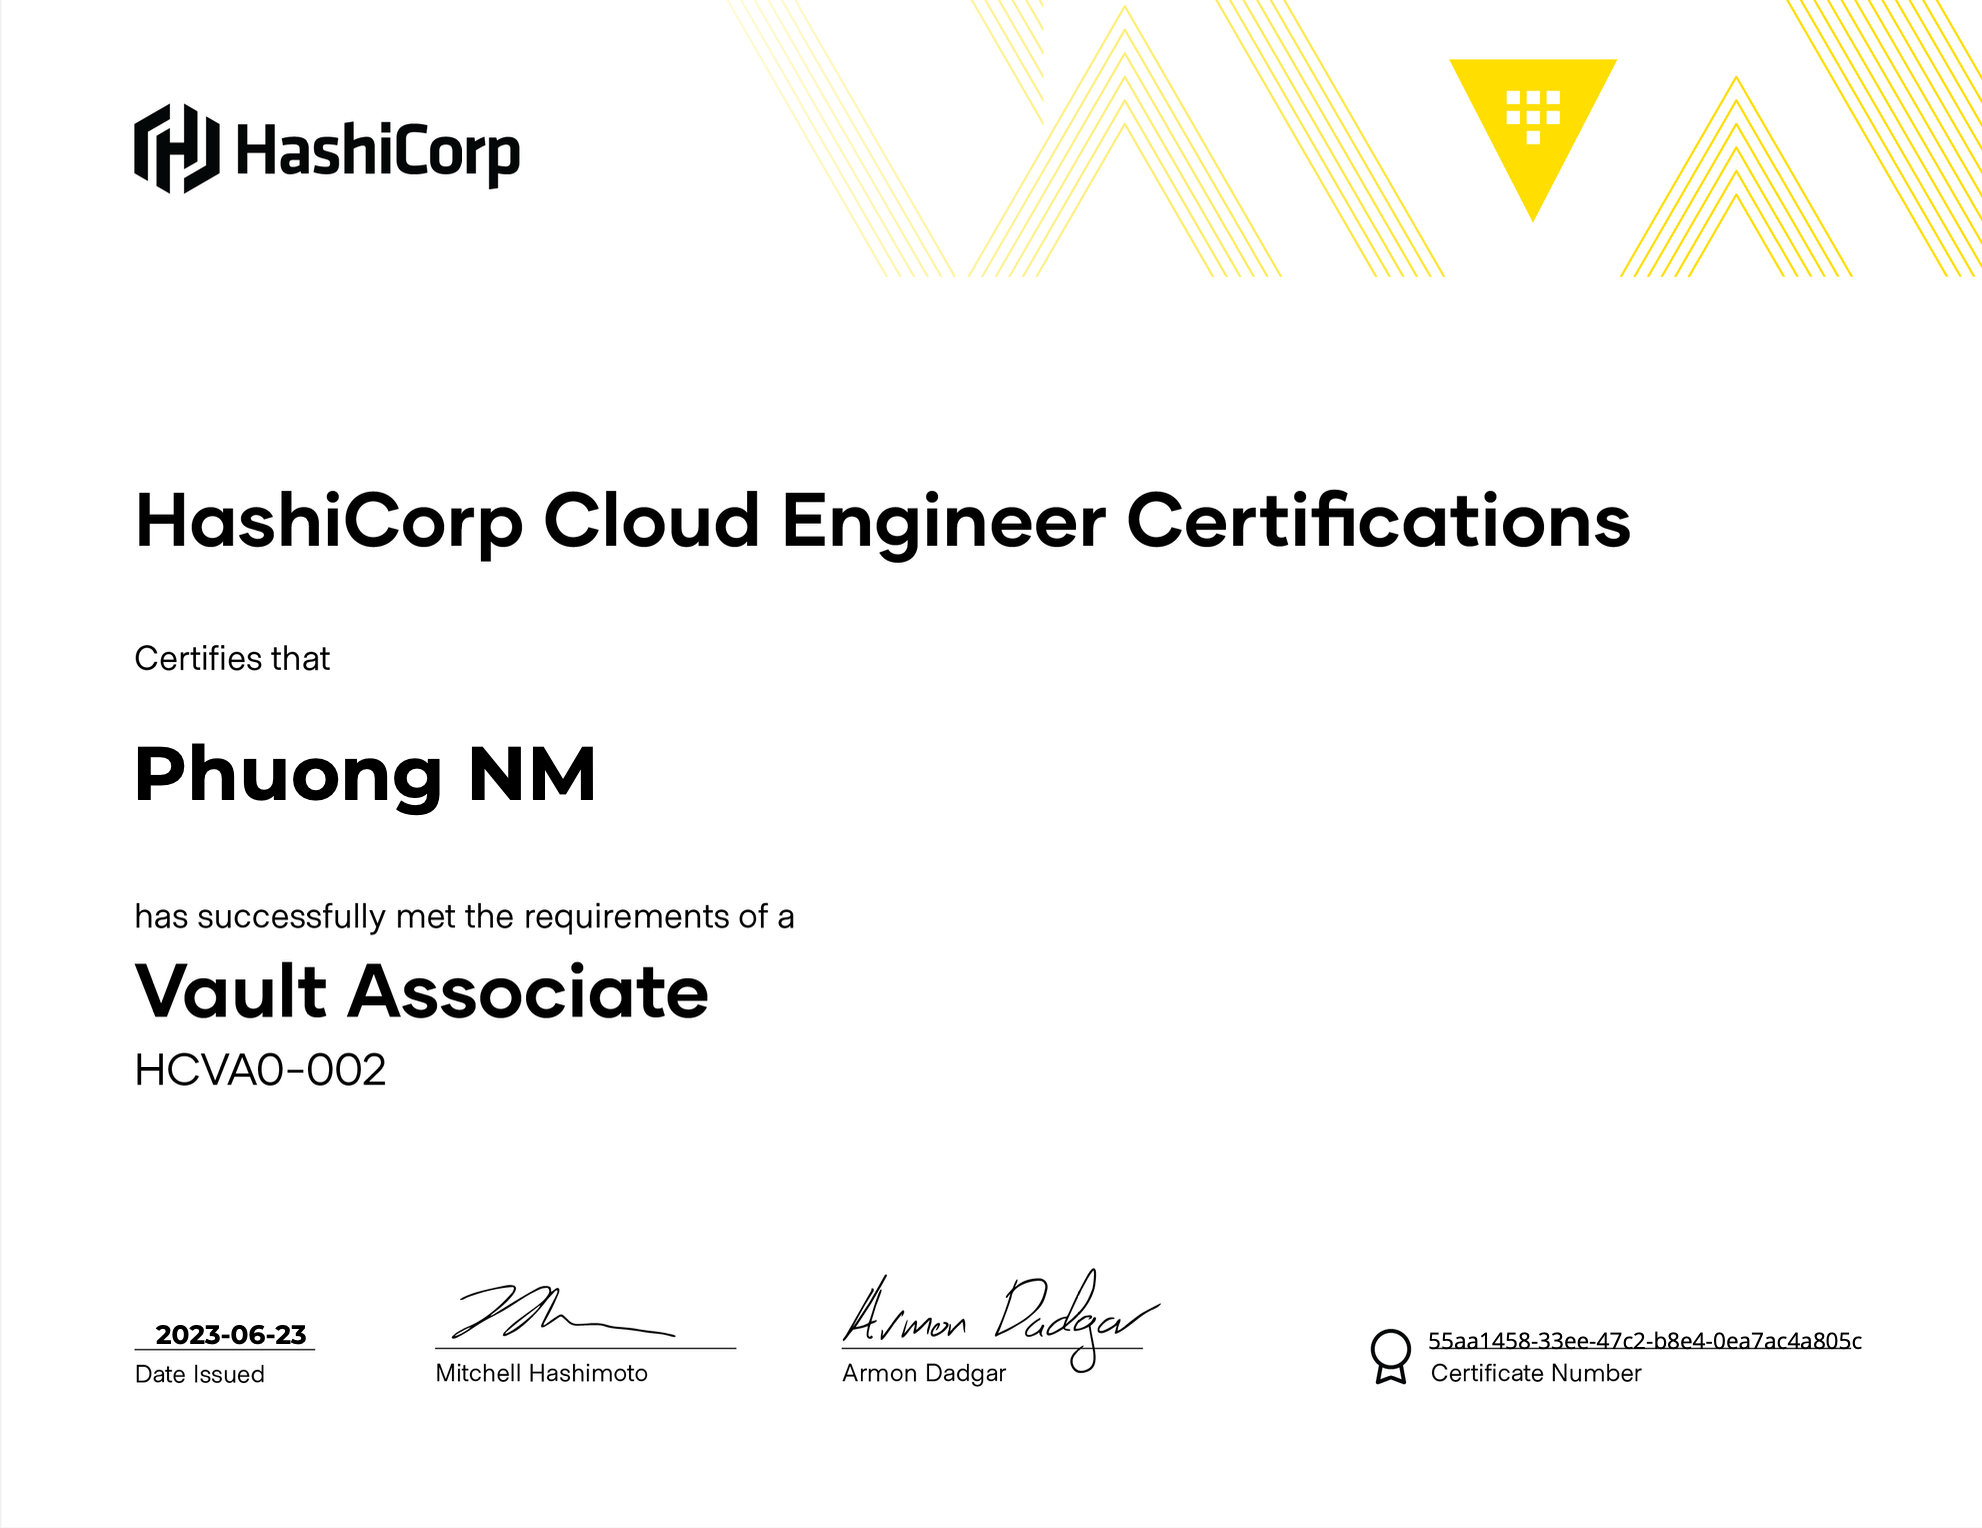 HashiCorp
HashiCorp Cloud Engineer Certifications
Certifies that
Phuong NM
has successfully met the requirements of a
Vault Associate
HCVA0-002
2023-06-23
Date Issued
Mitchell Hashimoto
Armon Dadgar
Armon Dadgar
55aa1458-33ee-47c2-b8e4-0ea7ac4a805c
Certificate Number